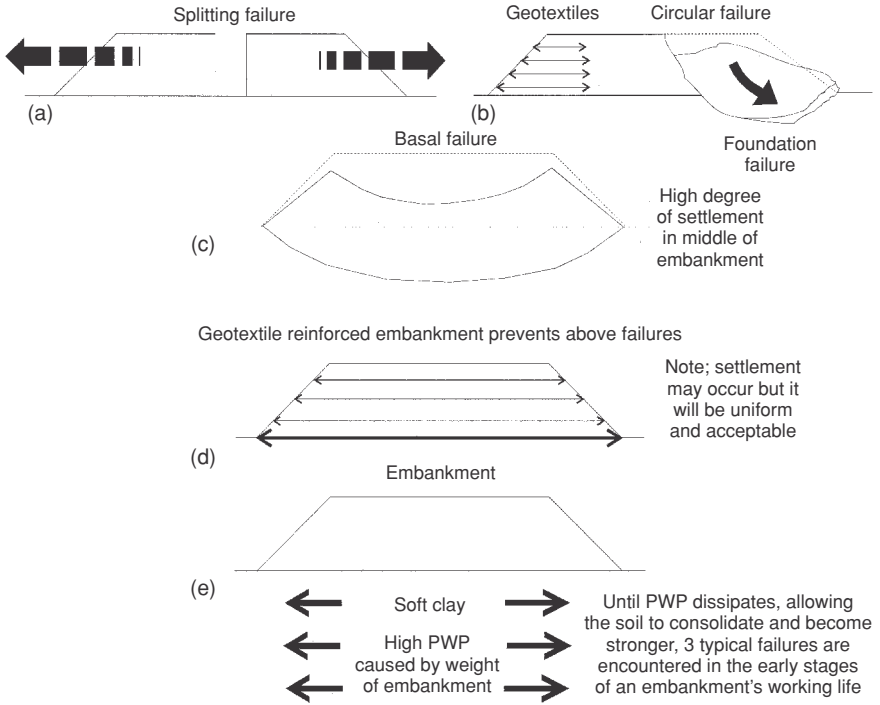 Splitting failure
(a)
Geotextiles
Circular failure
(b)
Foundation
failure
Basal failure
(c)
High degree
of settlement
in middle of
embankment
Geotextile reinforced embankment prevents above failures
(d)
Note; settlement
may occur but it
will be uniform
and acceptable
Embankment
(e)
Soft clay
High PWP
caused by weight
of embankment
Until PWP dissipates, allowing
the soil to consolidate and become
stronger, 3 typical failures are
encountered in the early stages
of an embankment's working life